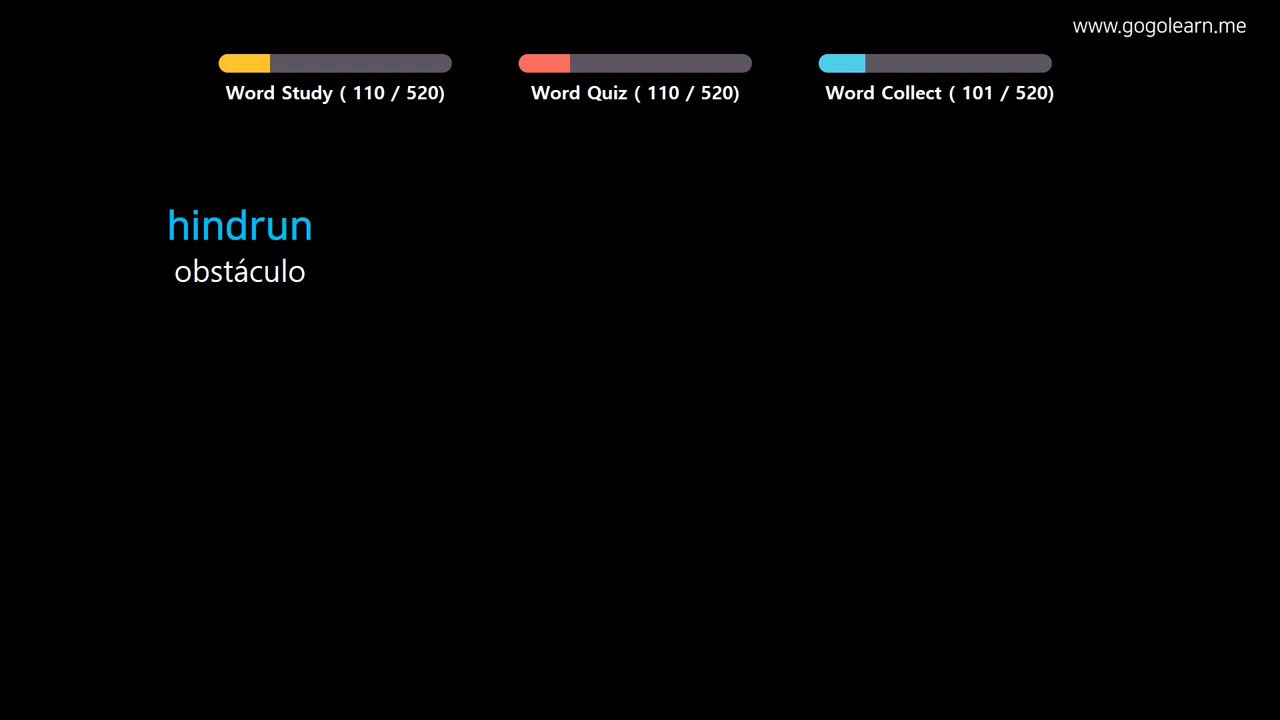 www.gogolearn.me
Word Study ( 110 / 520)
Word Quiz ( 110 / 520)
Word Collect ( 101 / 520)
hindrun
obstáculo